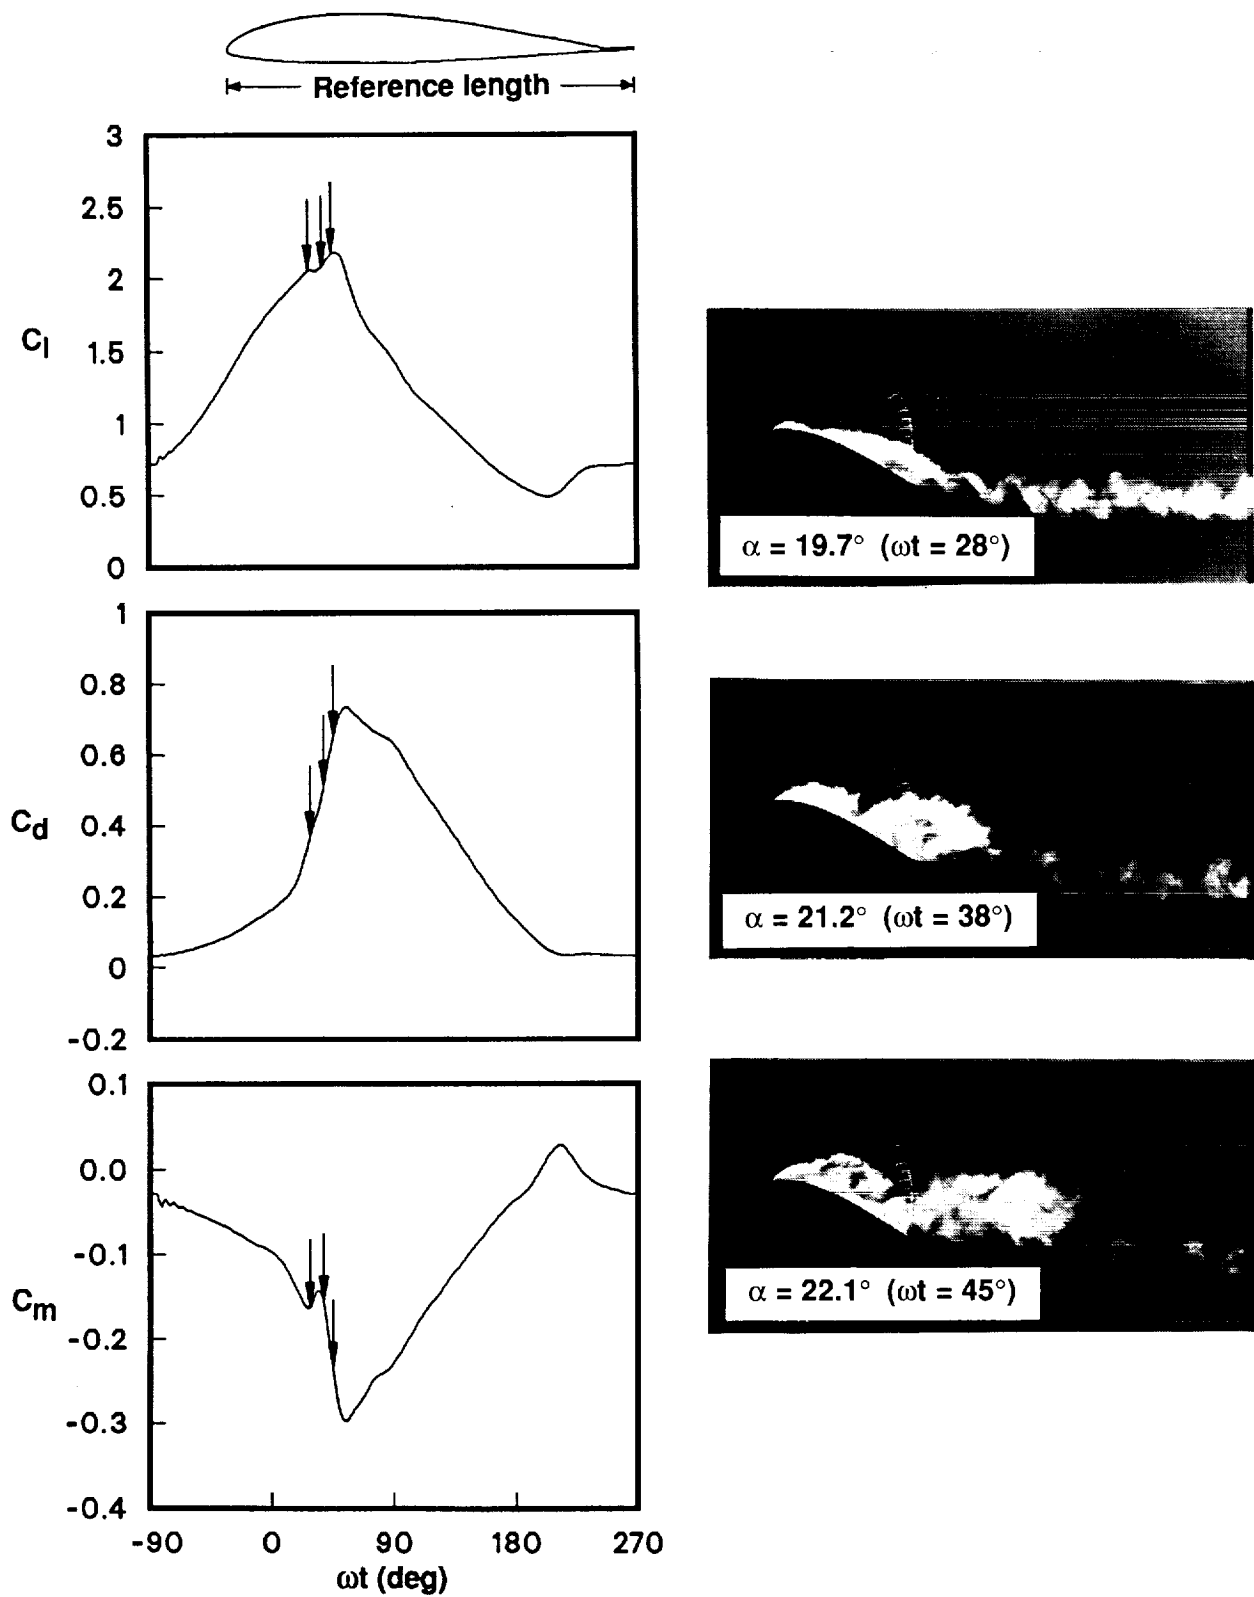 Reference length
3
2.5
2
1.5
1
0.5
0
C_l
1
0.8
0.6
0.4
0.2
0
-0.2
C_d
0.1
0.0
-0.1
-0.2
-0.3
-0.4
C_m
-90 0 90 180 270
ωt (deg)
α = 19.7° (ωt = 28°)
α = 21.2° (ωt = 38°)
α = 22.1° (ωt = 45°)